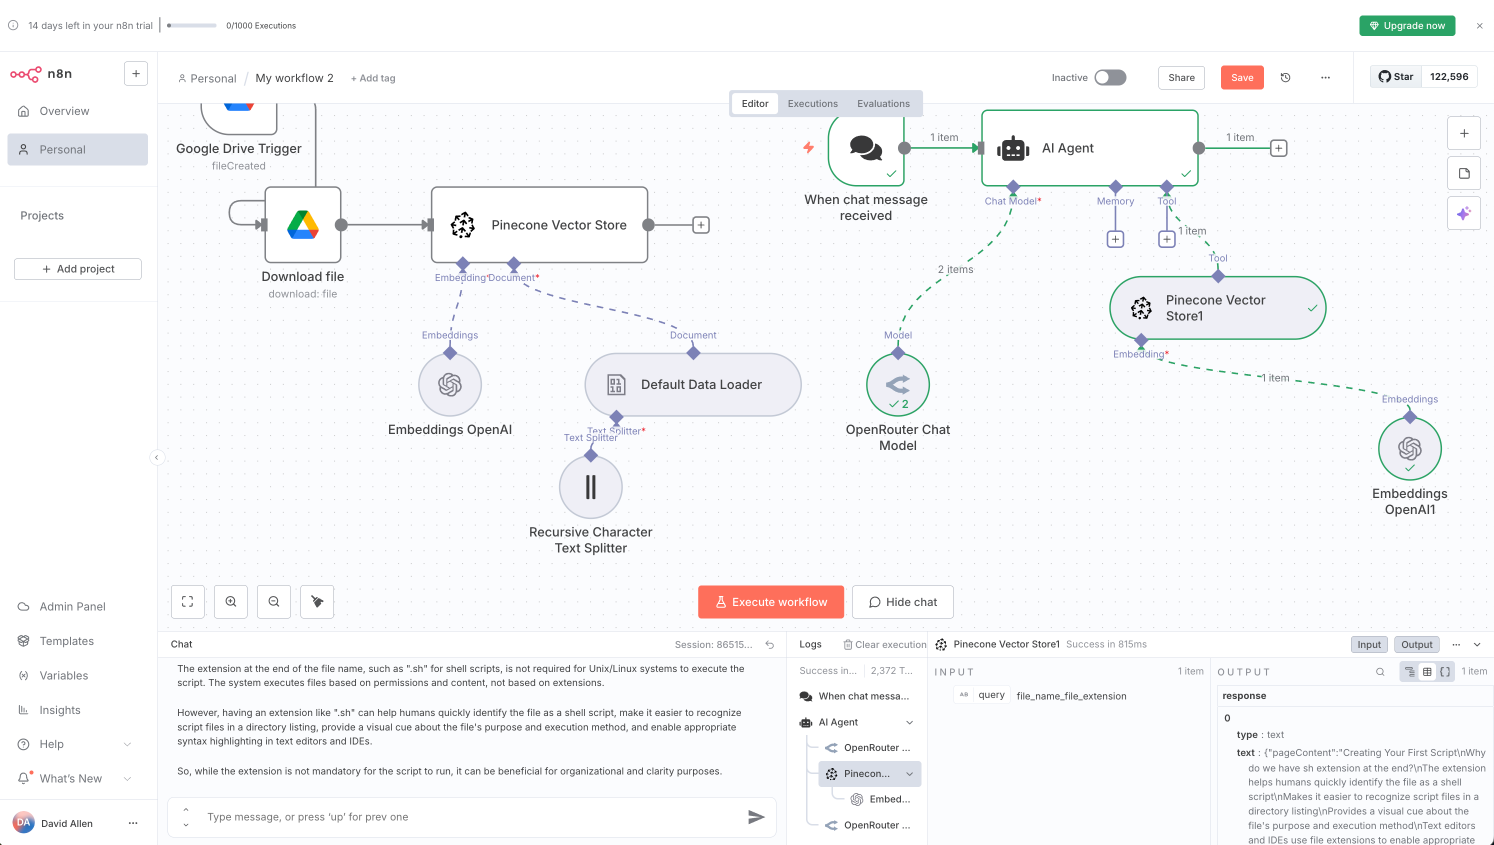 14 days left in your n8n trial
0/1000 Executions
Upgrade now
n8n
Overview
Personal
Projects
Add project
Admin Panel
Templates
Variables
Insights
Help
What's New
DA
David Allen
Personal / My workflow 2
+ Add tag
Inactive
Share
Save
Star
122,596
Editor
Executions
Evaluations
Google Drive Trigger
fileCreated
Download file
download: file
Pinecone Vector Store
Embedding*
Document*
Embeddings
Embeddings OpenAI
Document
Default Data Loader
Text Splitter*
Text Splitter
Recursive Character
Text Splitter
When chat message
received
1 item
AI Agent
1 item
Chat Model*
Memory
Tool
1 item
2 items
Model
2
OpenRouter Chat
Model
Tool
Pinecone Vector
Store1
Embedding*
1 item
Embeddings
Embeddings
OpenAI1
Execute workflow
Hide chat
Chat
Session: 86515...
The extension at the end of the file name, such as ".sh" for shell scripts, is not required for Unix/Linux systems to execute the
script. The system executes files based on permissions and content, not based on extensions.
However, having an extension like ".sh" can help humans quickly identify the file as a shell script, make it easier to recognize
script files in a directory listing, provide a visual cue about the file's purpose and execution method, and enable appropriate
syntax highlighting in text editors and IDEs.
So, while the extension is not mandatory for the script to run, it can be beneficial for organizational and clarity purposes.
Type message, or press 'up' for prev one
Logs
Clear execution
Success in...
2,372 T...
When chat messa...
AI Agent
OpenRouter ...
Pinecon...
Embed...
OpenRouter ...
Pinecone Vector Store1
Success in 815ms
Input
Output
INPUT
1 item
AB query
file_name_file_extension
OUTPUT
1 item
response
0
type : text
text : {"pageContent":"Creating Your First Script\nWhy
do we have sh extension at the end?\nThe extension
helps humans quickly identify the file as a shell
script\nMakes it easier to recognize script files in a
directory listing\nProvides a visual cue about the
file's purpose and execution method\nText editors
and IDEs use file extensions to enable appropriate